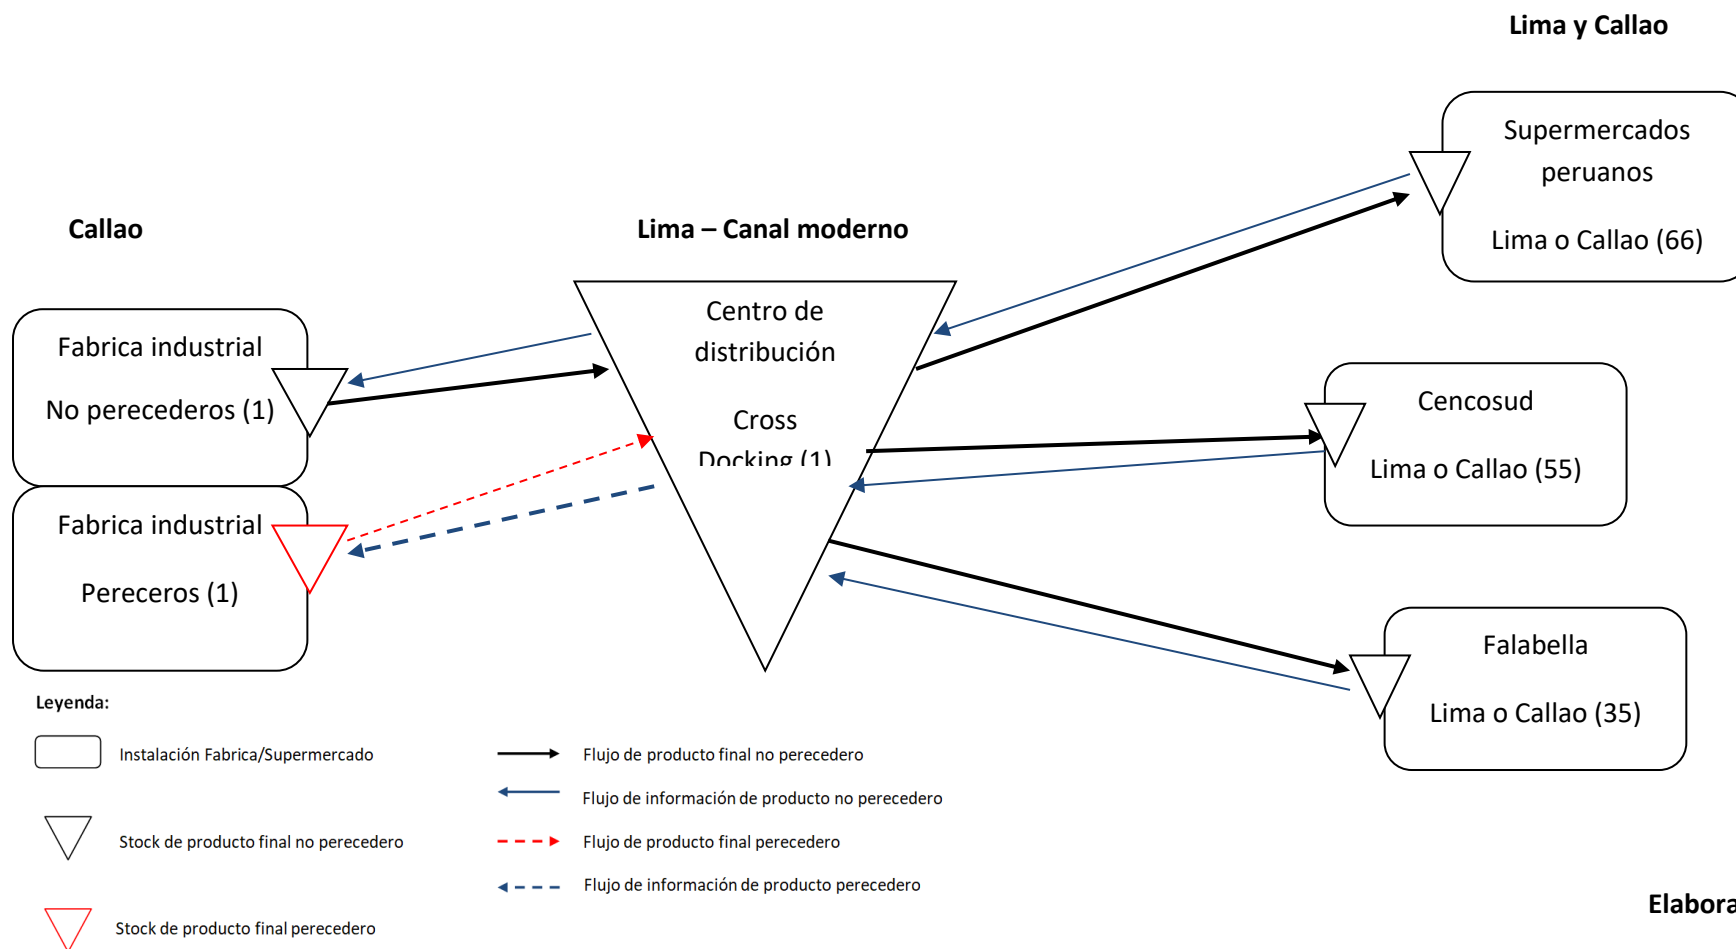 Lima y Callao
Supermercados
peruanos
Lima o Callao (66)
Callao
Lima – Canal moderno
Fabrica industrial
No perecederos (1)
Centro de
distribución
Cross
Docking (1)
Cencosud
Lima o Callao (55)
Fabrica industrial
Pereceros (1)
Falabella
Lima o Callao (35)
Leyenda:
Instalación Fabrica/Supermercado
Stock de producto final no perecedero
Stock de producto final perecedero
Flujo de producto final no perecedero
Flujo de información de producto no perecedero
Flujo de producto final perecedero
Flujo de información de producto perecedero
Elabora